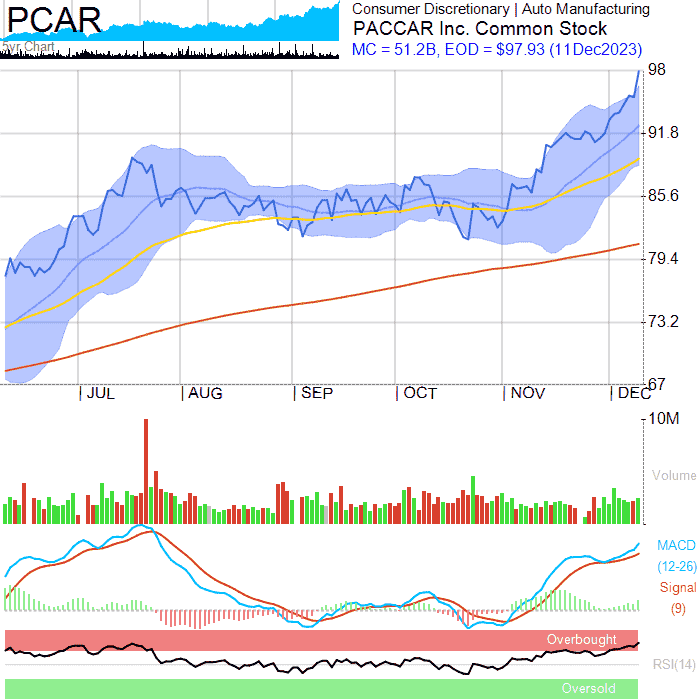 PCAR
5yr Chart
Consumer Discretionary | Auto Manufacturing
PACCAR Inc. Common Stock
MC = 51.2B, EOD = $97.93 (11Dec2023)
98
91.8
85.6
79.4
73.2
67
JUL
AUG
SEP
OCT
NOV
DEC
10M
Volume
MACD
(12-26)
Signal
(9)
Overbought
RSI(14)
Oversold